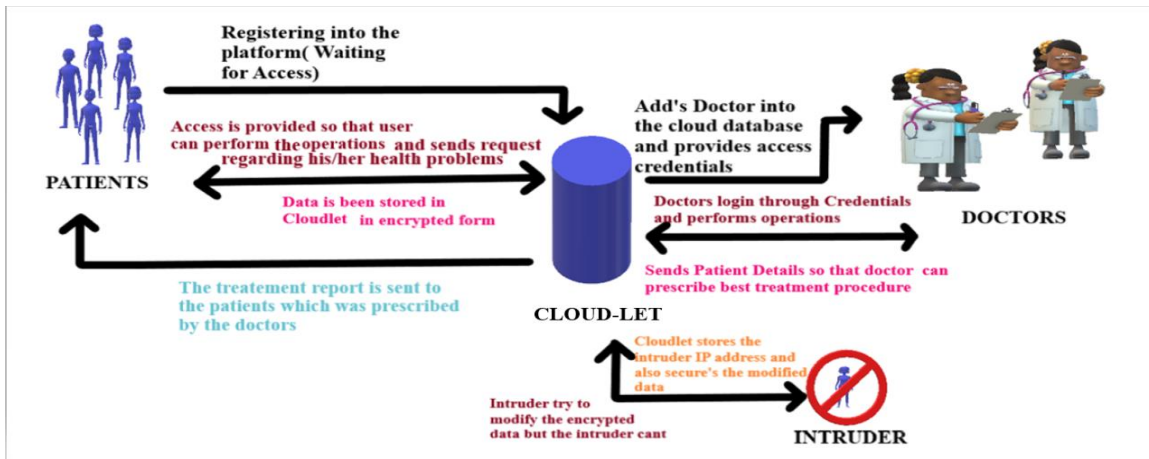 Registering into the
platform( Waiting
for Access)
Access is provided so that user
can perform the operations and sends request
regarding his/her health problems
PATIENTS
Data is been stored in
Cloudlet in encrypted form
The treatement report is sent to
the patients which was prescribed
by the doctors
CLOUD-LET
Add's Doctor into
the cloud database
and provides access
credentials
Doctors login through Credentials
and performs operations
DOCTORS
Sends Patient Details so that doctor can
prescribe best treatment procedure
Cloudlet stores the
intruder IP address and
also secure's the modified
data
Intruder try to
modify the encrypted
data but the intruder cant
INTRUDER